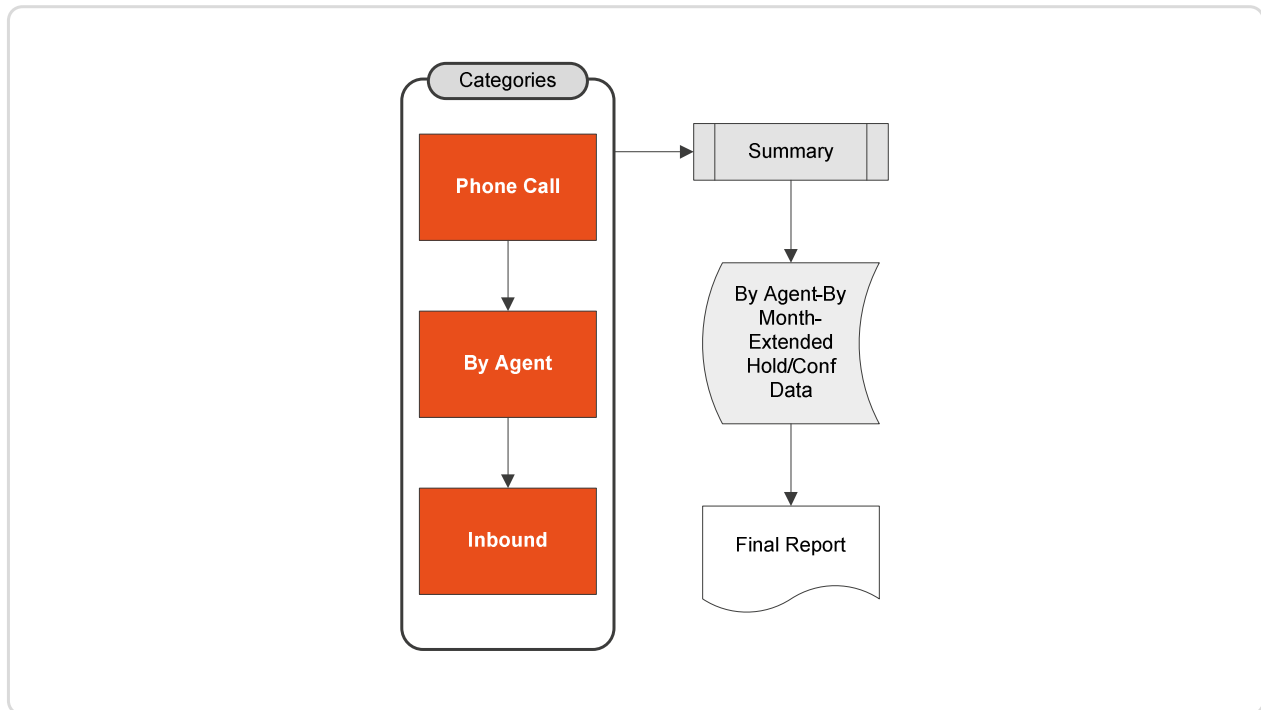 Categories
Phone Call
By Agent
Inbound
Summary
By Agent-By
Month-
Extended
Hold/Conf
Data
Final Report